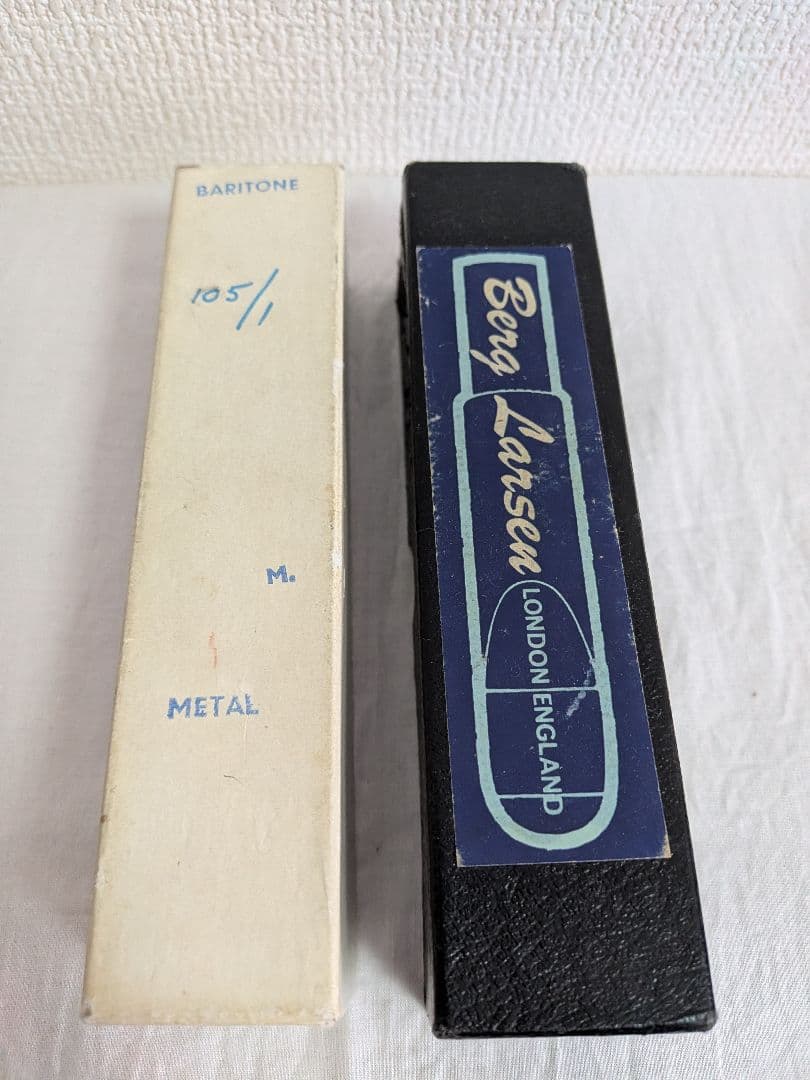 BARITONE
105/1
M.
METAL
Berg Larsen
LONDON ENGLAND